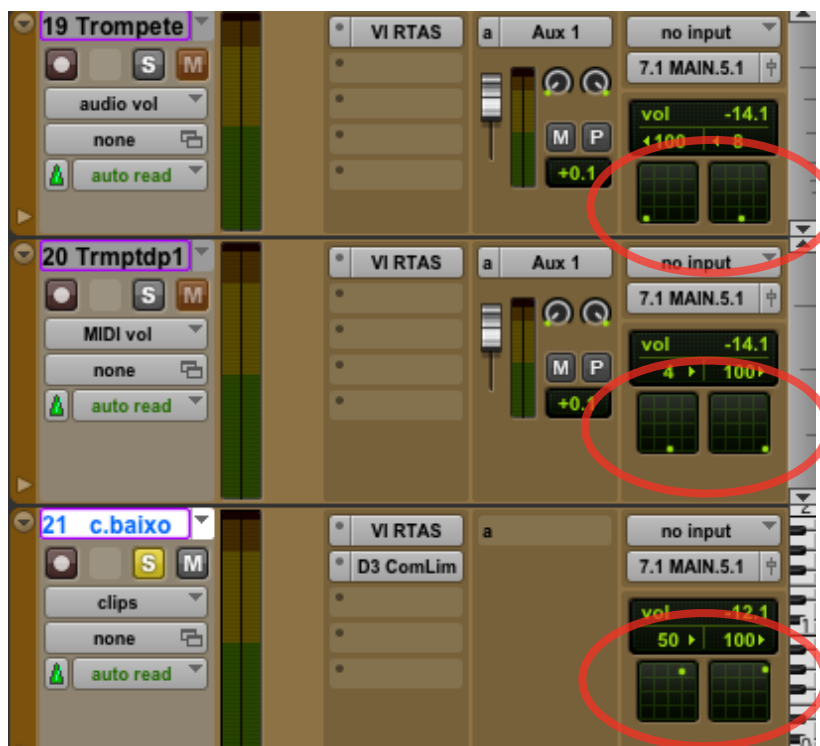 19 Trompete
S M
audio vol
none
auto read
VI RTAS
a Aux 1
M P
+0.1
no input
7.1 MAIN.5.1
vol -14.1
100 8
20 Trmptdp1
S M
MIDI vol
none
auto read
VI RTAS
a Aux 1
M P
+0.1
no input
7.1 MAIN.5.1
vol -14.1
4 100
21 c.baixo
S M
clips
none
auto read
VI RTAS
D3 ComLim
a
no input
7.1 MAIN.5.1
vol -12.1
50 100
2
1
0